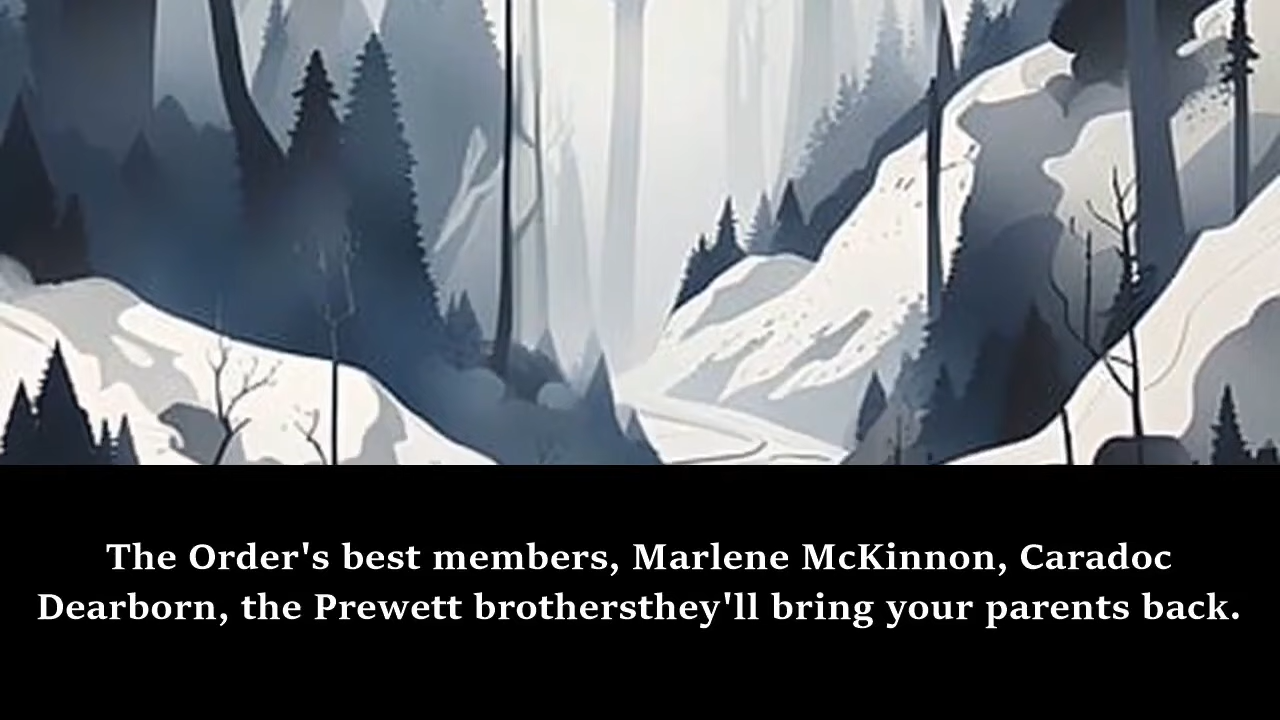 The Order's best members, Marlene McKinnon, Caradoc
Dearborn, the Prewett brothersthey'll bring your parents back.